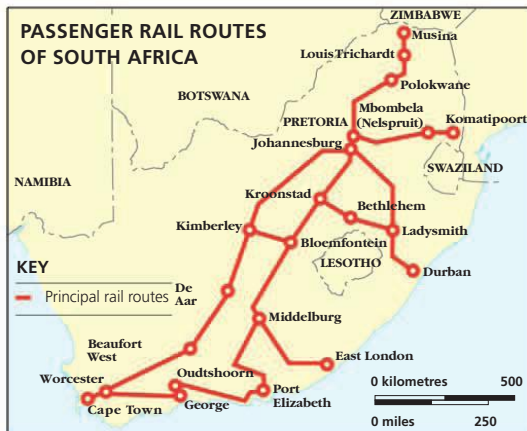 PASSENGER RAIL ROUTES
OF SOUTH AFRICA
ZIMBABWE
Musina
Louis Trichardt
Polokwane
BOTSWANA
Mbombela
(Nelspruit)
Komatipoort
PRETORIA
Johannesburg
SWAZILAND
NAMIBIA
Kroonstad
Bethlehem
Kimberley
Ladysmith
Bloemfontein
LESOTHO
Durban
KEY
Principal rail routes
De
Aar
Middelburg
Beaufort
West
East London
Oudtshoorn
Worcester
Port
Elizabeth
George
Cape Town
0 kilometres 500
0 miles 250